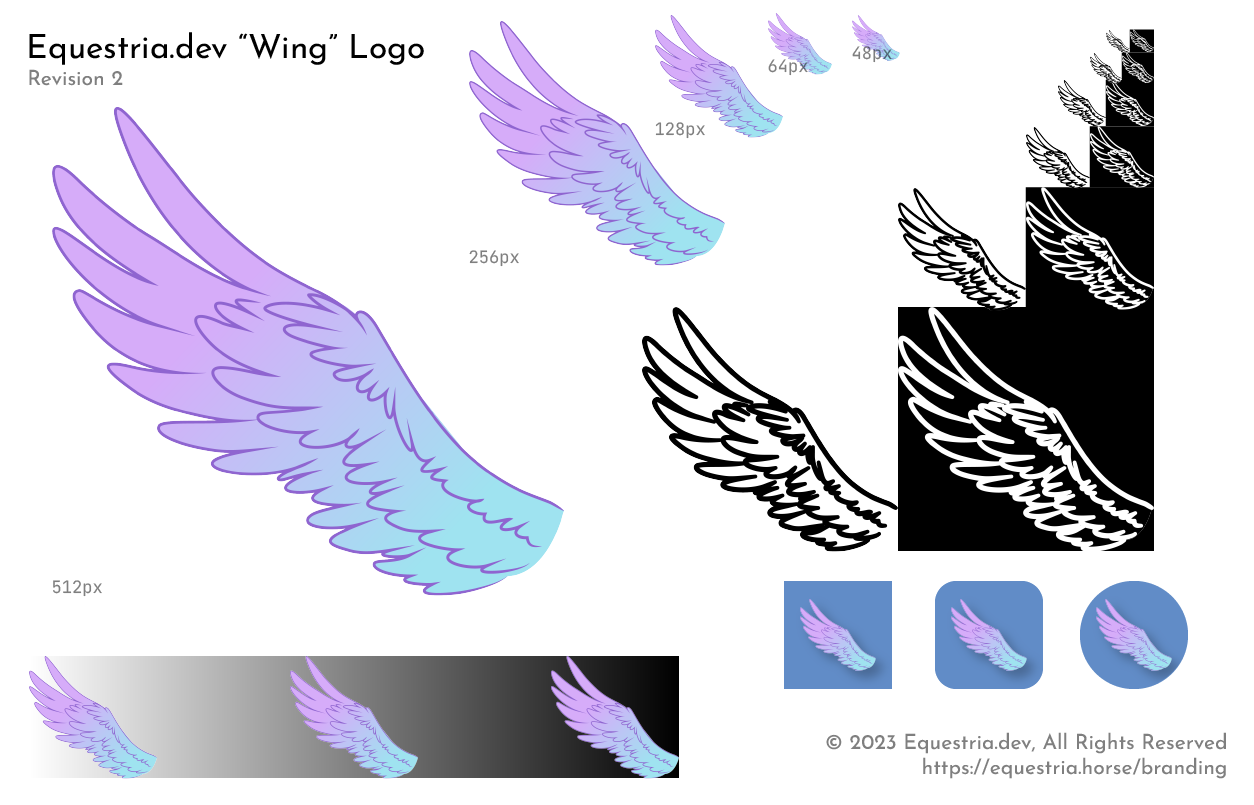 Equestria.dev “Wing” Logo
Revision 2
64px
48px
128px
256px
512px
© 2023 Equestria.dev, All Rights Reserved
https://equestria.horse/branding